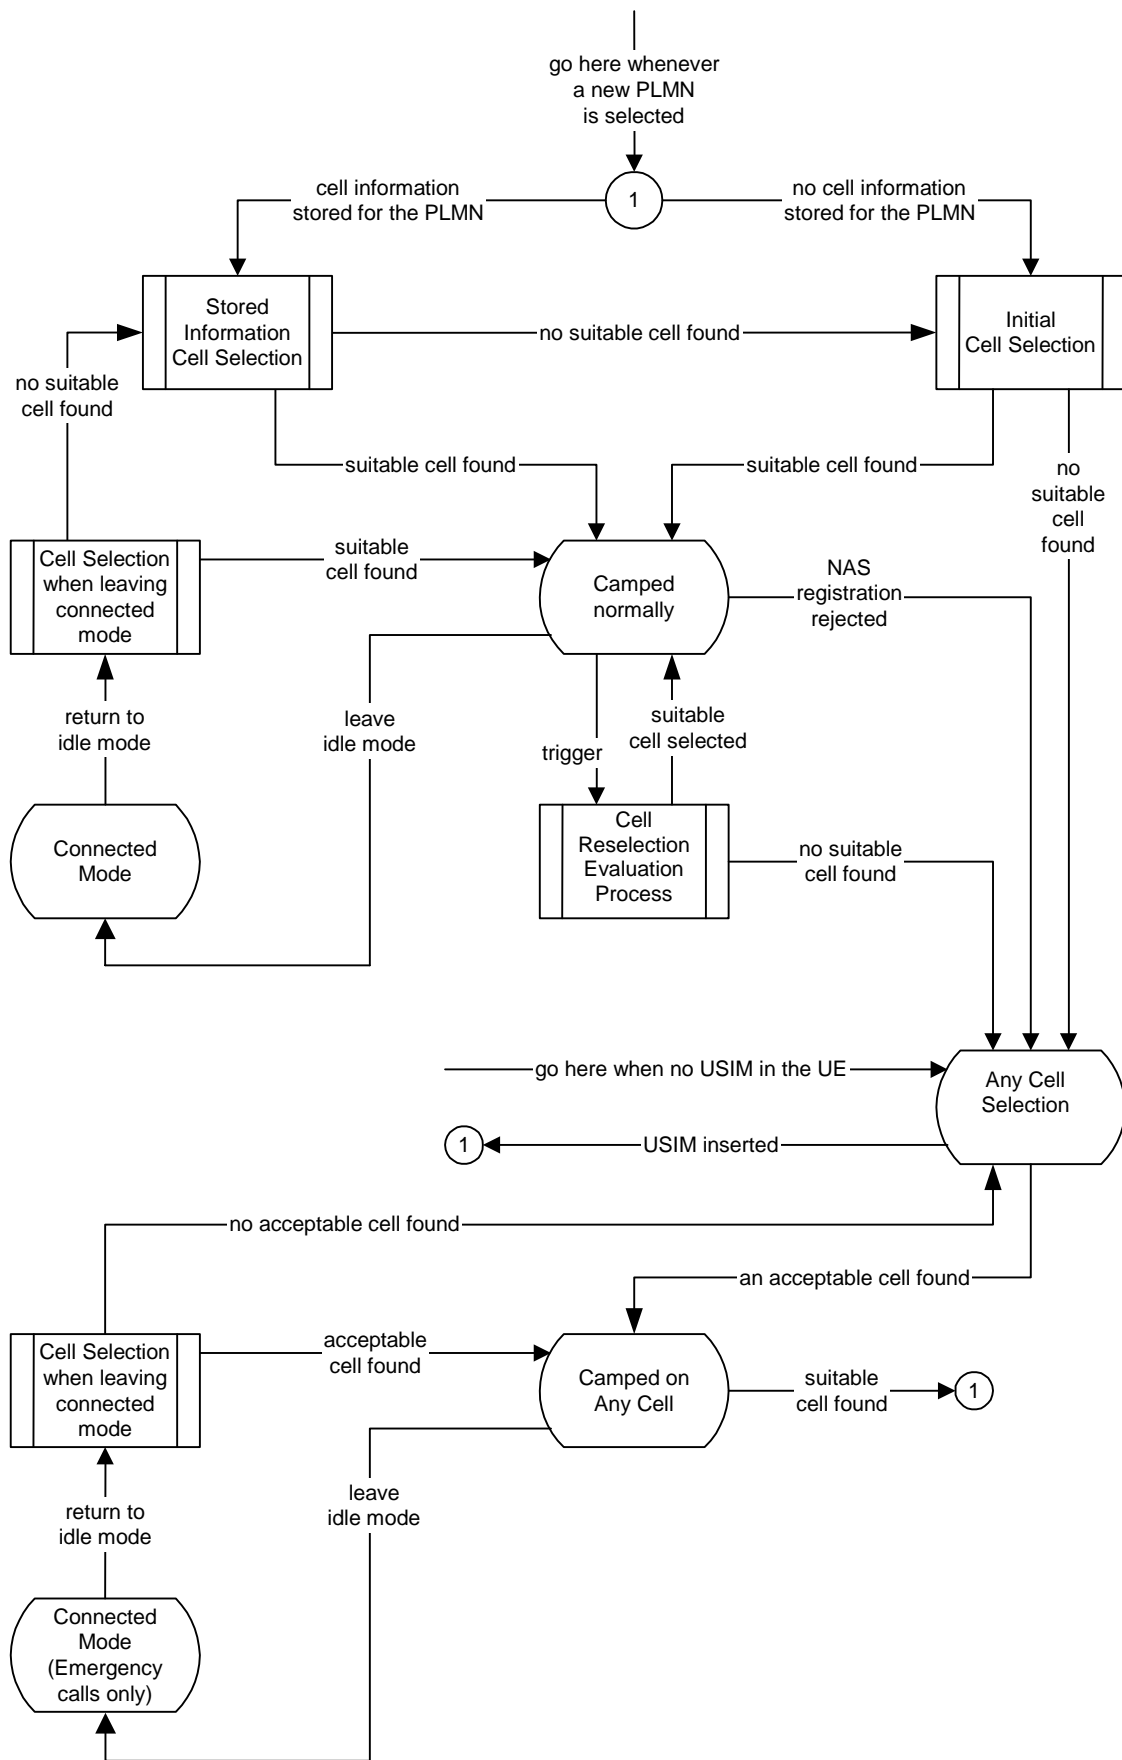 go here whenever
a new PLMN
is selected
cell information
stored for the PLMN
1
no cell information
stored for the PLMN
Stored
Information
Cell Selection
no suitable cell found
Initial
Cell Selection
no suitable
cell found
suitable cell found
suitable cell found
no
suitable
cell
found
Cell Selection
when leaving
connected
mode
suitable
cell found
Camped
normally
NAS
registration
rejected
return to
idle mode
leave
idle mode
trigger
suitable
cell selected
Connected
Mode
Cell
Reselection
Evaluation
Process
no suitable
cell found
go here when no USIM in the UE
Any Cell
Selection
1
USIM inserted
no acceptable cell found
an acceptable cell found
Cell Selection
when leaving
connected
mode
acceptable
cell found
Camped on
Any Cell
suitable
cell found
1
return to
idle mode
leave
idle mode
Connected
Mode
(Emergency
calls only)